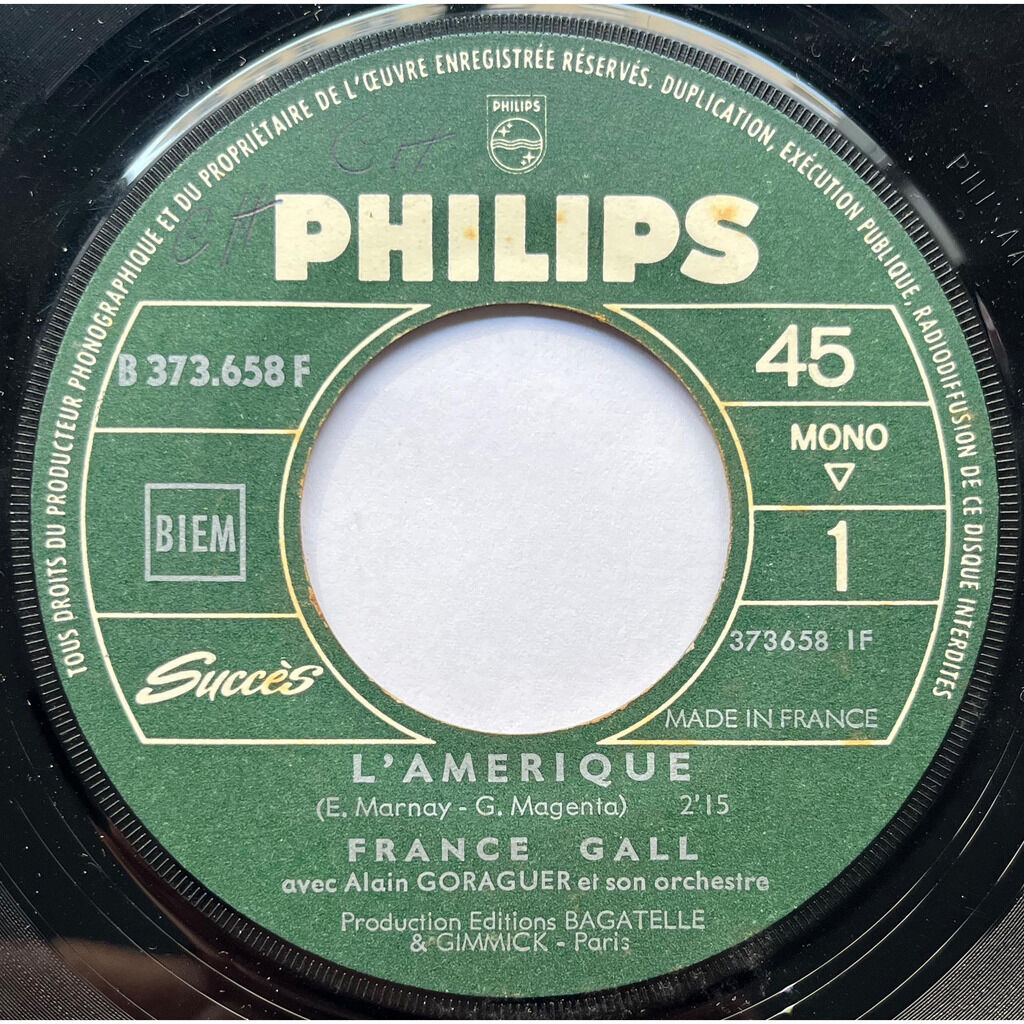 TOUS DROITS DU PRODUCTEUR PHONOGRAPHIQUE ET DU PROPRIÉTAIRE DE L'ŒUVRE ENREGISTRÉE RÉSERVÉS. DUPLICATION, EXÉCUTION PUBLIQUE, RADIODIFFUSION DE CE DISQUE INTERDITES
PHILIPS
PHILIPS
B 373.658 F
45
MONO
BIEM
1
Succès
373658 1F
MADE IN FRANCE
L'AMERIQUE
(E. Marnay - G. Magenta) 2'15
FRANCE GALL
avec Alain GORAGUER et son orchestre
Production Editions BAGATELLE
& GIMMICK - Paris